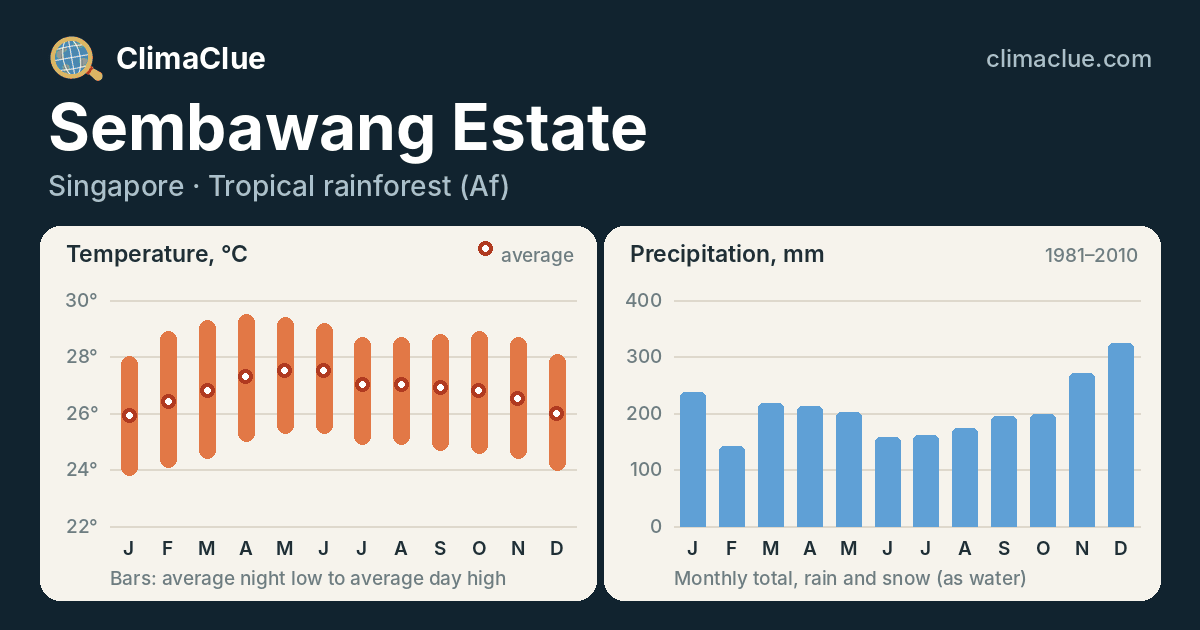 ClimaClue
climaclue.com
Sembawang Estate
Singapore · Tropical rainforest (Af)
Temperature, °C
average
30°
28°
26°
24°
22°
J F M A M J J A S O N D
Bars: average night low to average day high
Precipitation, mm
1981–2010
400
300
200
100
0
J F M A M J J A S O N D
Monthly total, rain and snow (as water)